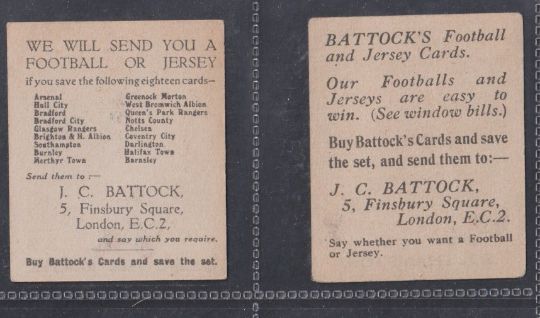 WE WILL SEND YOU A
FOOTBALL OR JERSEY
if you save the following eighteen cards—
Arsenal
Hull City
Bradford
Bradford City
Glasgow Rangers
Brighton & H. Albion
Southampton
Burnley
Merthyr Town
Greenock Morton
West Bromwich Albion
Queen's Park Rangers
Notts County
Chelsea
Coventry City
Darlington
Halifax Town
Barnsley
Send them to :—
J. C. BATTOCK,
5, Finsbury Square,
London, E.C.2,
and say which you require.
Buy Battock's Cards and save the set.
BATTOCK'S Football
and Jersey Cards.
Our Footballs and
Jerseys are easy to
win. (See window bills.)
Buy Battock's Cards and save
the set, and send them to:—
J. C. BATTOCK,
5, Finsbury Square,
London, E.C.2.
Say whether you want a Football
or Jersey.